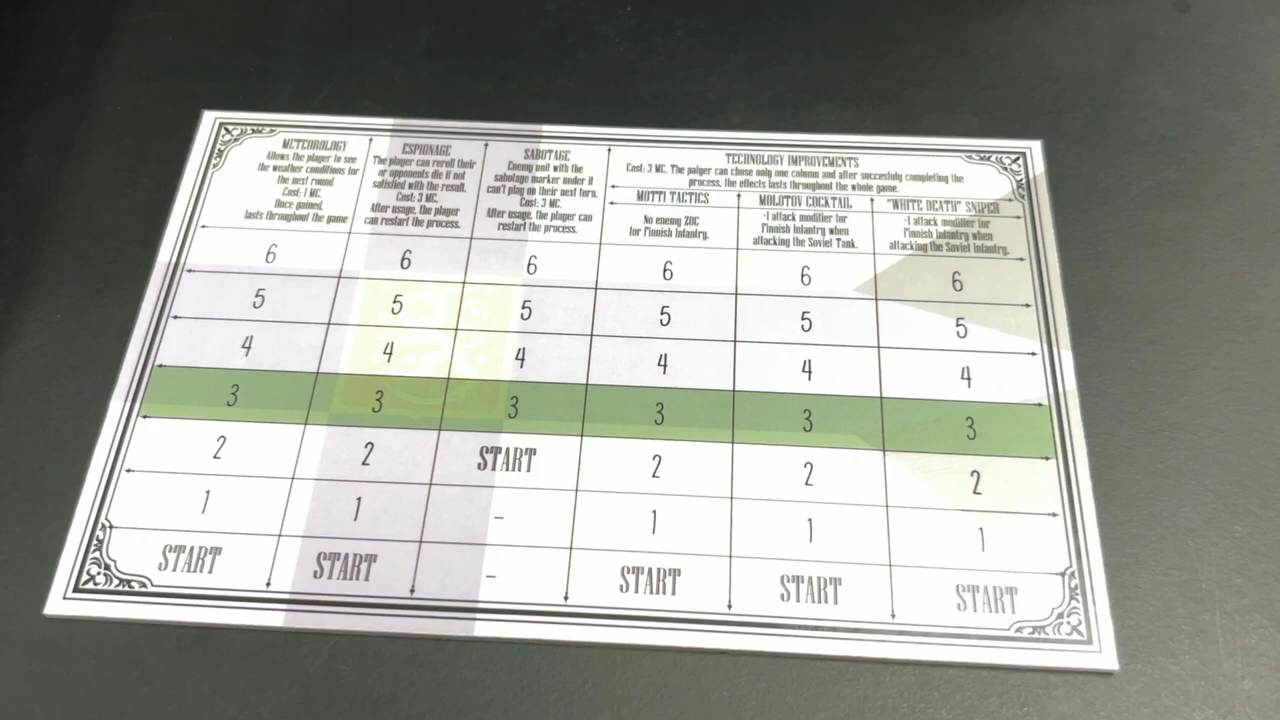 METEOROLOGY
Allows the player to see
the weather conditions for
the next round
Cost: 1 MC.
Once gained,
lasts throughout the game
ESPIONAGE
The player can reroll their
or opponents die if not
satisfied with the result.
Cost: 3 MC.
After usage, the player
can restart the process.
SABOTAGE
Enemy unit with the
sabotage marker under it
can't play on their next turn.
Cost: 3 MC.
After usage, the player can
restart the process.
TECHNOLOGY IMPROVEMENTS
Cost: 3 MC. The palyer can chose only one column and after succesfuly completing the
process, the effects lasts throughout the whole game.
MOTTI TACTICS
No enemy ZOC
for Finnish Infantry.
MOLOTOV COCKTAIL
-1 attack modifier for
Finnish Infantry when
attacking the Soviet Tank.
"WHITE DEATH" SNIPER
-1 attack modifier for
Finnish Infantry when
attacking the Soviet Infantry.
6 6 6 6 6 6
5 5 5 5 5 5
4 4 4 4 4 4
3 3 3 3 3 3
2 2 START 2 2 2
1 1 - 1 1 1
START START - START START START